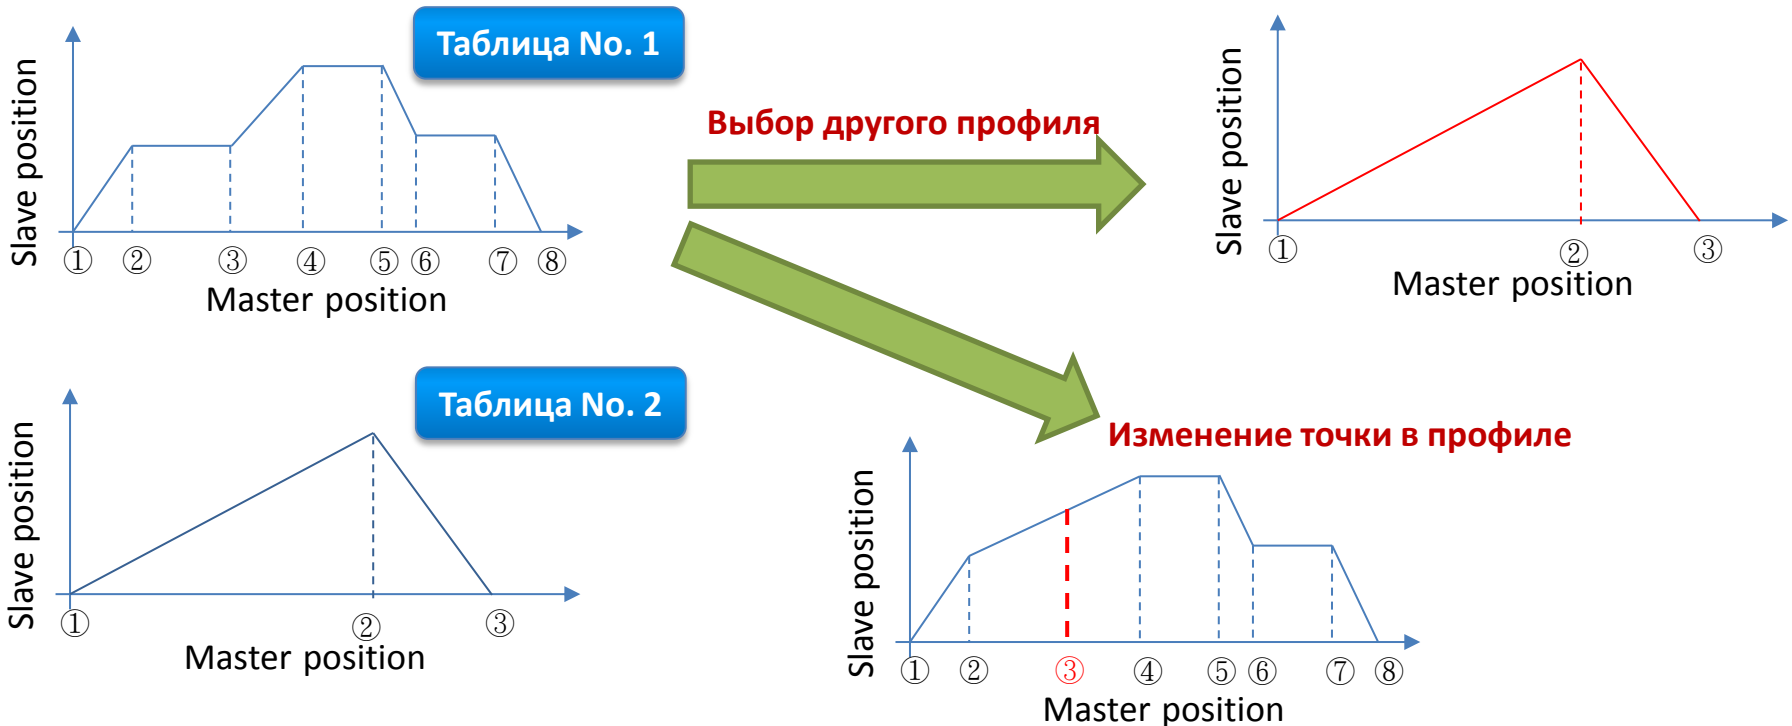 Таблица No. 1
Slave position
① ② ③ ④ ⑤ ⑥ ⑦ ⑧
Master position
Выбор другого профиля
Slave position
① ② ③
Master position
Таблица No. 2
Slave position
① ② ③
Master position
Изменение точки в профиле
Slave position
① ② ③ ④ ⑤ ⑥ ⑦ ⑧
Master position